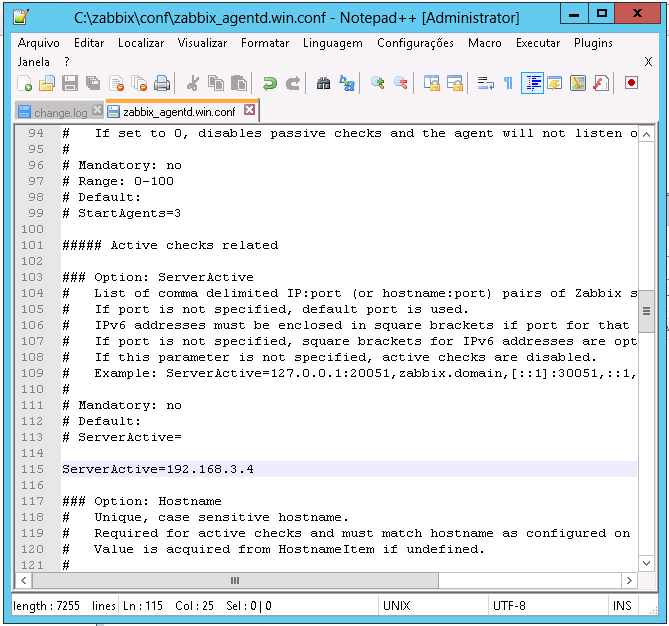 C:\zabbix\conf\zabbix_agentd.win.conf - Notepad++ [Administrator]
Arquivo Editar Localizar Visualizar Formatar Linguagem Configurações Macro Executar Plugins
Janela ? X
change.log zabbix_agentd.win.conf
94 # If set to 0, disables passive checks and the agent will not listen o
95 #
96 # Mandatory: no
97 # Range: 0-100
98 # Default:
99 # StartAgents=3
100
101 ##### Active checks related
102
103 ### Option: ServerActive
104 # List of comma delimited IP:port (or hostname:port) pairs of Zabbix s
105 # If port is not specified, default port is used.
106 # IPv6 addresses must be enclosed in square brackets if port for that
107 # If port is not specified, square brackets for IPv6 addresses are opt
108 # If this parameter is not specified, active checks are disabled.
109 # Example: ServerActive=127.0.0.1:20051,zabbix.domain,[::1]:30051,::1,
110 #
111 # Mandatory: no
112 # Default:
113 # ServerActive=
114
115 ServerActive=192.168.3.4
116
117 ### Option: Hostname
118 # Unique, case sensitive hostname.
119 # Required for active checks and must match hostname as configured on
120 # Value is acquired from HostnameItem if undefined.
121 #
length : 7255 lines Ln : 115 Col : 25 Sel : 0 | 0 UNIX UTF-8 INS